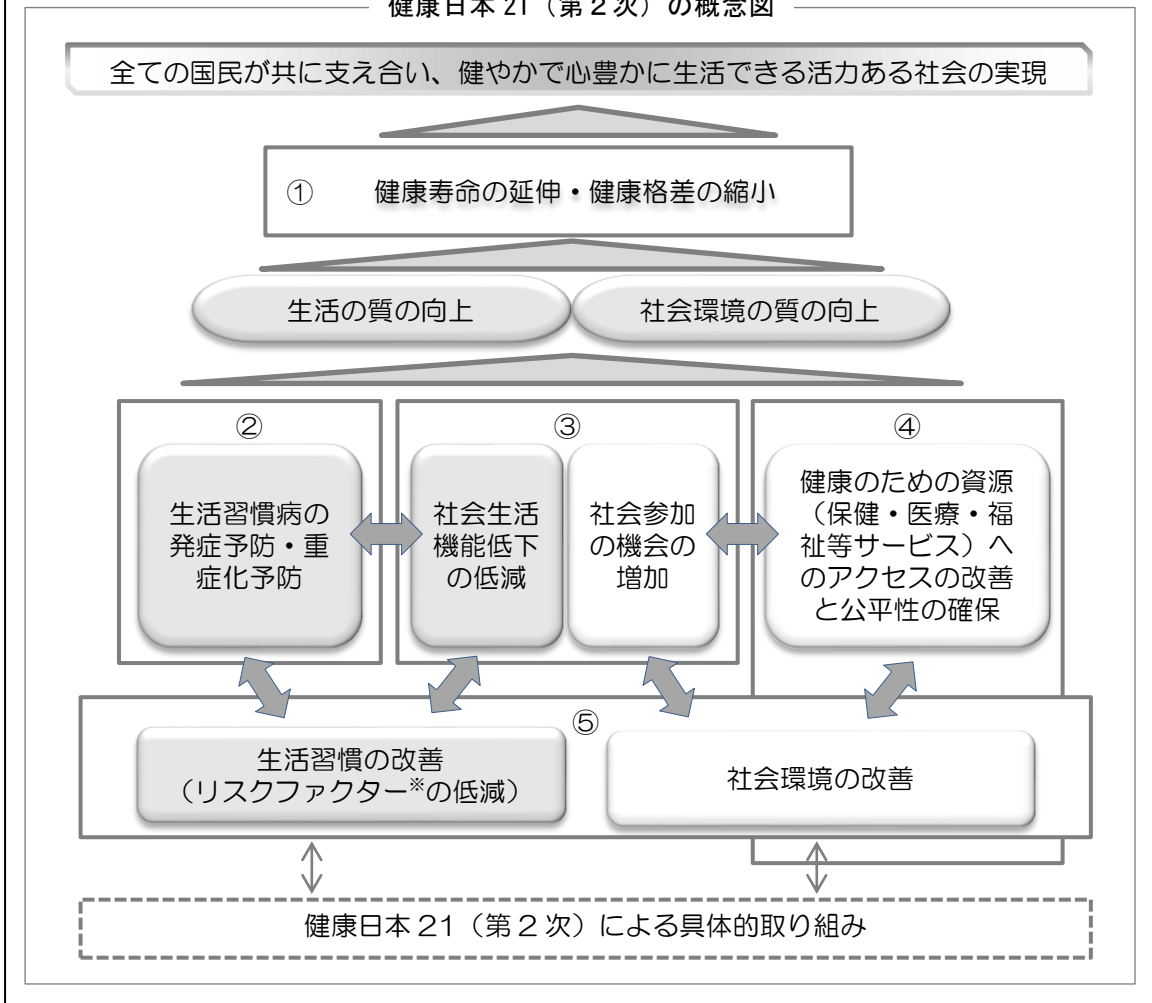 健康日本21（第２次）の概念図
全ての国民が共に支え合い、健やかで心豊かに生活できる活力ある社会の実現
① 健康寿命の延伸・健康格差の縮小
生活の質の向上
社会環境の質の向上
②
生活習慣病の
発症予防・重
症化予防
③
社会生活
機能低下
の低減
社会参加
の機会の
増加
④
健康のための資源
（保健・医療・福
祉等サービス）へ
のアクセスの改善
と公平性の確保
⑤
生活習慣の改善
（リスクファクター※の低減）
社会環境の改善
健康日本 21（第 2 次）による具体的取り組み